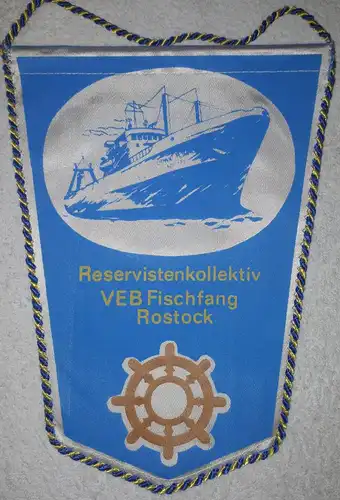 Reservistenkollektiv
VEB Fischfang
Rostock